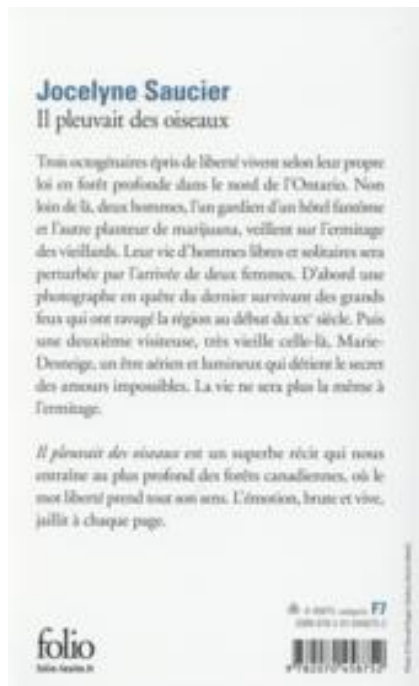 Jocelyne Saucier
Il pleuvait des oiseaux
Trois octogénaires épris de liberté vivent selon leur propre
loi en forêt profonde dans le nord de l'Ontario. Non
loin de là, deux hommes, l'un gardien d'un hôtel fantôme
et l'autre planteur de marijuana, veillent sur l'ermitage
des vieillards. Leur vie d'hommes libres et solitaires sera
perturbée par l'arrivée de deux femmes. D'abord une
photographe en quête du dernier survivant des grands
feux qui ont ravagé la région au début du XXe siècle. Puis
une deuxième visiteuse, très vieille celle-là, Marie-
Desneige, un être aérien et lumineux qui détient le secret
des amours impossibles. La vie ne sera plus la même à
l'ermitage.
Il pleuvait des oiseaux est un superbe récit qui nous
entraîne au plus profond des forêts canadiennes, où le
mot liberté prend tout son sens. L'émotion, brute et vive,
jaillit à chaque page.
catégorie F7
folio
folio-lesite.fr